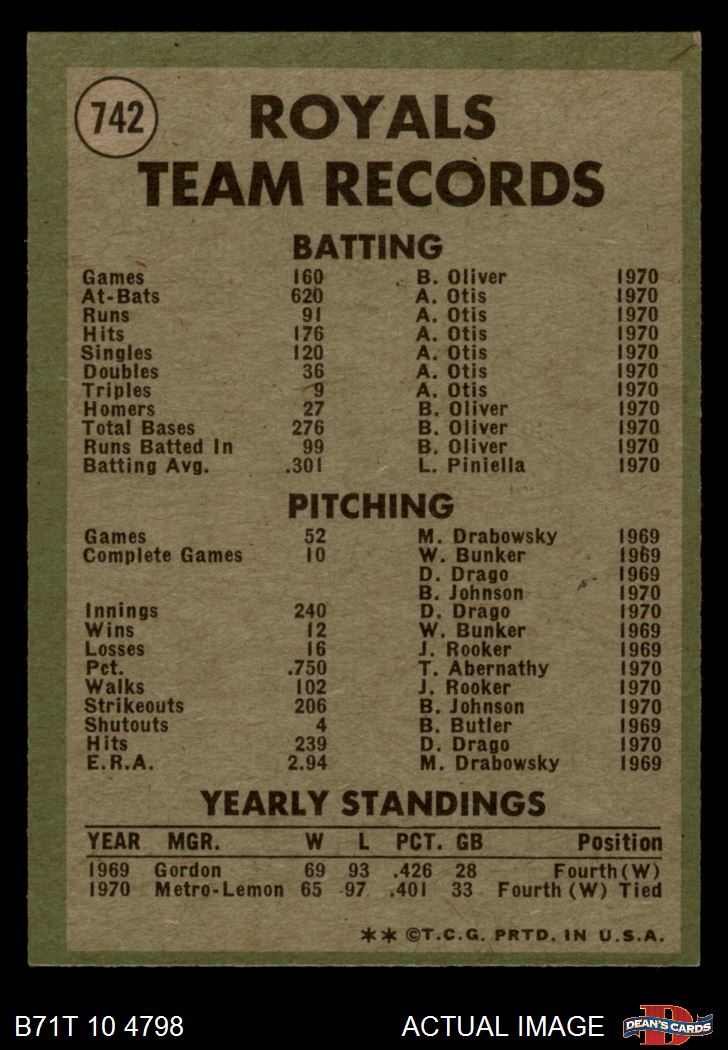 742
ROYALS
TEAM RECORDS
BATTING
Games 160 B. Oliver 1970
At-Bats 620 A. Otis 1970
Runs 91 A. Otis 1970
Hits 176 A. Otis 1970
Singles 120 A. Otis 1970
Doubles 36 A. Otis 1970
Triples 9 A. Otis 1970
Homers 27 B. Oliver 1970
Total Bases 276 B. Oliver 1970
Runs Batted In 99 B. Oliver 1970
Batting Avg. .301 L. Piniella 1970
PITCHING
Games 52 M. Drabowsky 1969
Complete Games 10 W. Bunker 1969
D. Drago 1969
B. Johnson 1970
Innings 240 D. Drago 1970
Wins 12 W. Bunker 1969
Losses 16 J. Rooker 1969
Pct. .750 T. Abernathy 1970
Walks 102 J. Rooker 1970
Strikeouts 206 B. Johnson 1970
Shutouts 4 B. Butler 1969
Hits 239 D. Drago 1970
E.R.A. 2.94 M. Drabowsky 1969
YEARLY STANDINGS
YEAR MGR. W L PCT. GB Position
1969 Gordon 69 93 .426 28 Fourth (W)
1970 Metro-Lemon 65 97 .401 33 Fourth (W) Tied
** ©T.C.G. PRTD. IN U.S.A.
B71T 10 4798 ACTUAL IMAGE D DEAN'S CARDS